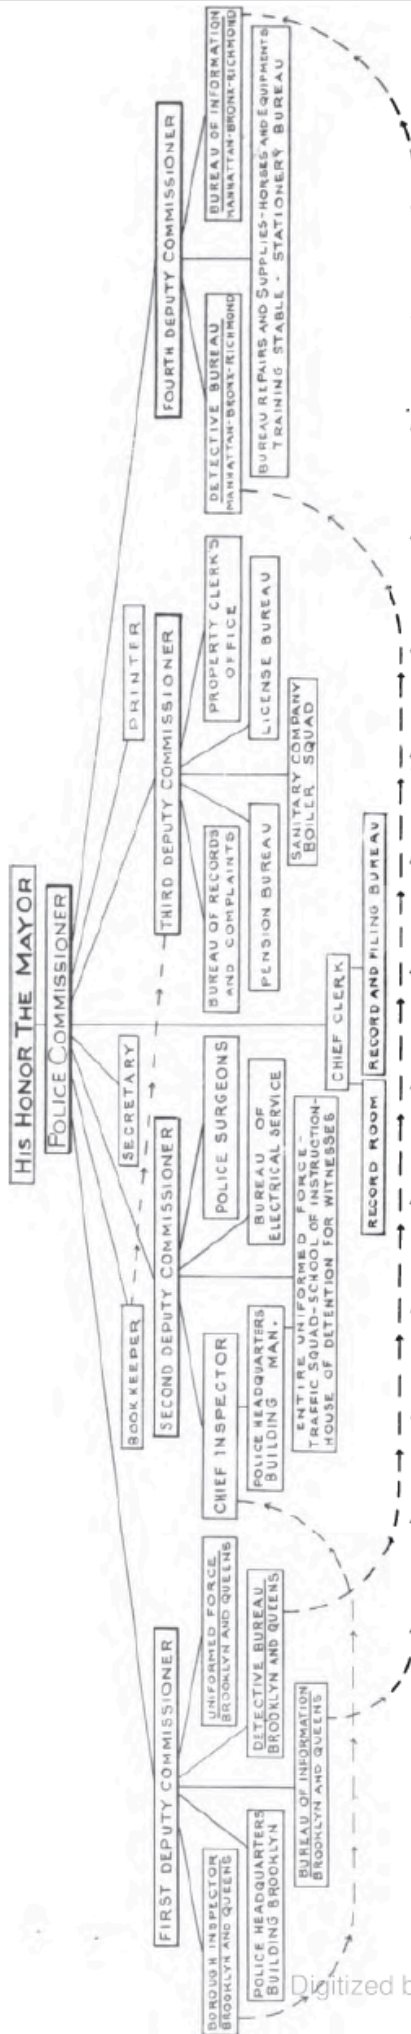 HIS HONOR THE MAYOR
POLICE COMMISSIONER
BOOKKEEPER
SECRETARY
PRINTER
FIRST DEPUTY COMMISSIONER
SECOND DEPUTY COMMISSIONER
THIRD DEPUTY COMMISSIONER
FOURTH DEPUTY COMMISSIONER
BOROUGH INSPECTOR
BROOKLYN AND QUEENS
UNIFORMED FORCE
BROOKLYN AND QUEENS
POLICE HEADQUARTERS
BUILDING BROOKLYN
DETECTIVE BUREAU
BROOKLYN AND QUEENS
BUREAU OF INFORMATION
BROOKLYN AND QUEENS
CHIEF INSPECTOR
POLICE SURGEONS
POLICE HEADQUARTERS
BUILDING MAN.
BUREAU OF
ELECTRICAL SERVICE
ENTIRE UNIFORMED FORCE-
TRAFFIC SQUAD-SCHOOL OF INSTRUCTION-
HOUSE OF DETENTION FOR WITNESSES
CHIEF CLERK
RECORD ROOM
RECORD AND FILING BUREAU
BUREAU OF RECORDS
AND COMPLAINTS
PROPERTY CLERK'S
OFFICE
PENSION BUREAU
LICENSE BUREAU
SANITARY COMPANY
BOILER SQUAD
DETECTIVE BUREAU
MANHATTAN-BRONX-RICHMOND
BUREAU OF INFORMATION
MANHATTAN-BRONX-RICHMOND
BUREAU REPAIRS AND SUPPLIES-HORSES AND EQUIPMENTS
TRAINING STABLE - STATIONERY BUREAU
Digitized b